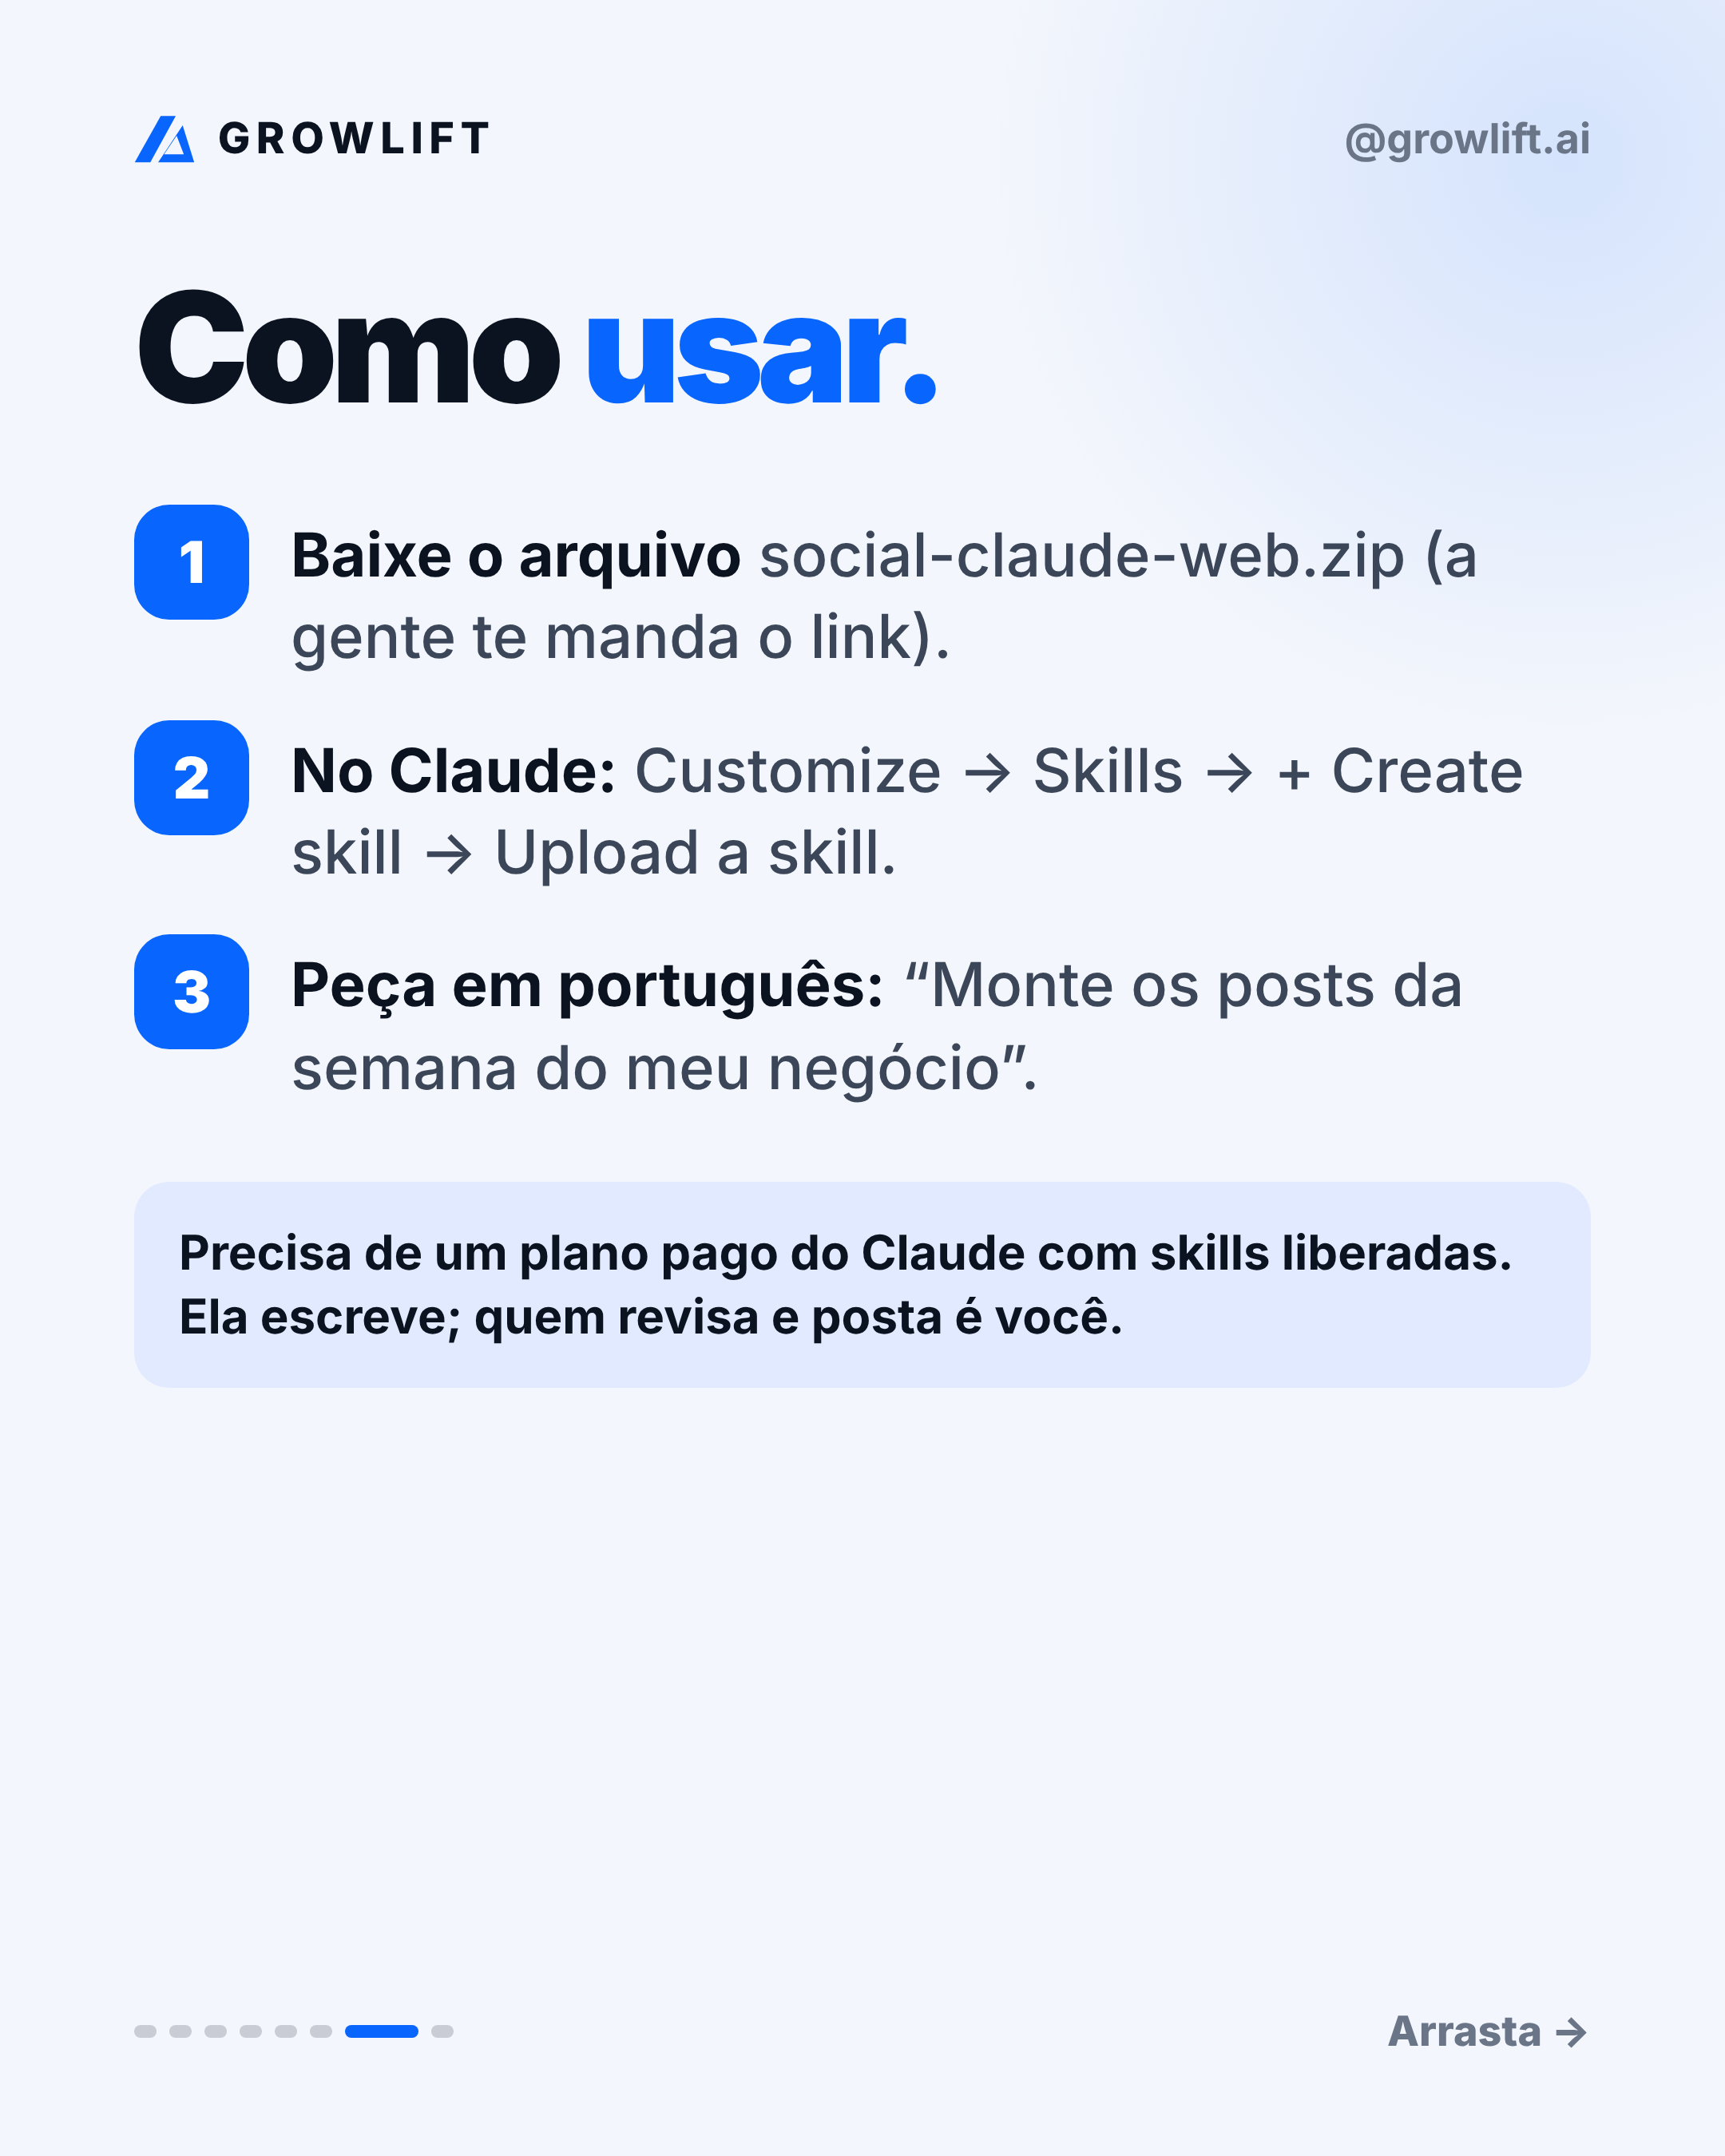 GROWLIFT
@growlift.ai
Como usar.
1
Baixe o arquivo social-claude-web.zip (a
gente te manda o link).
2
No Claude: Customize → Skills → + Create
skill → Upload a skill.
3
Peça em português: “Monte os posts da
semana do meu negócio”.
Precisa de um plano pago do Claude com skills liberadas.
Ela escreve; quem revisa e posta é você.
Arrasta →